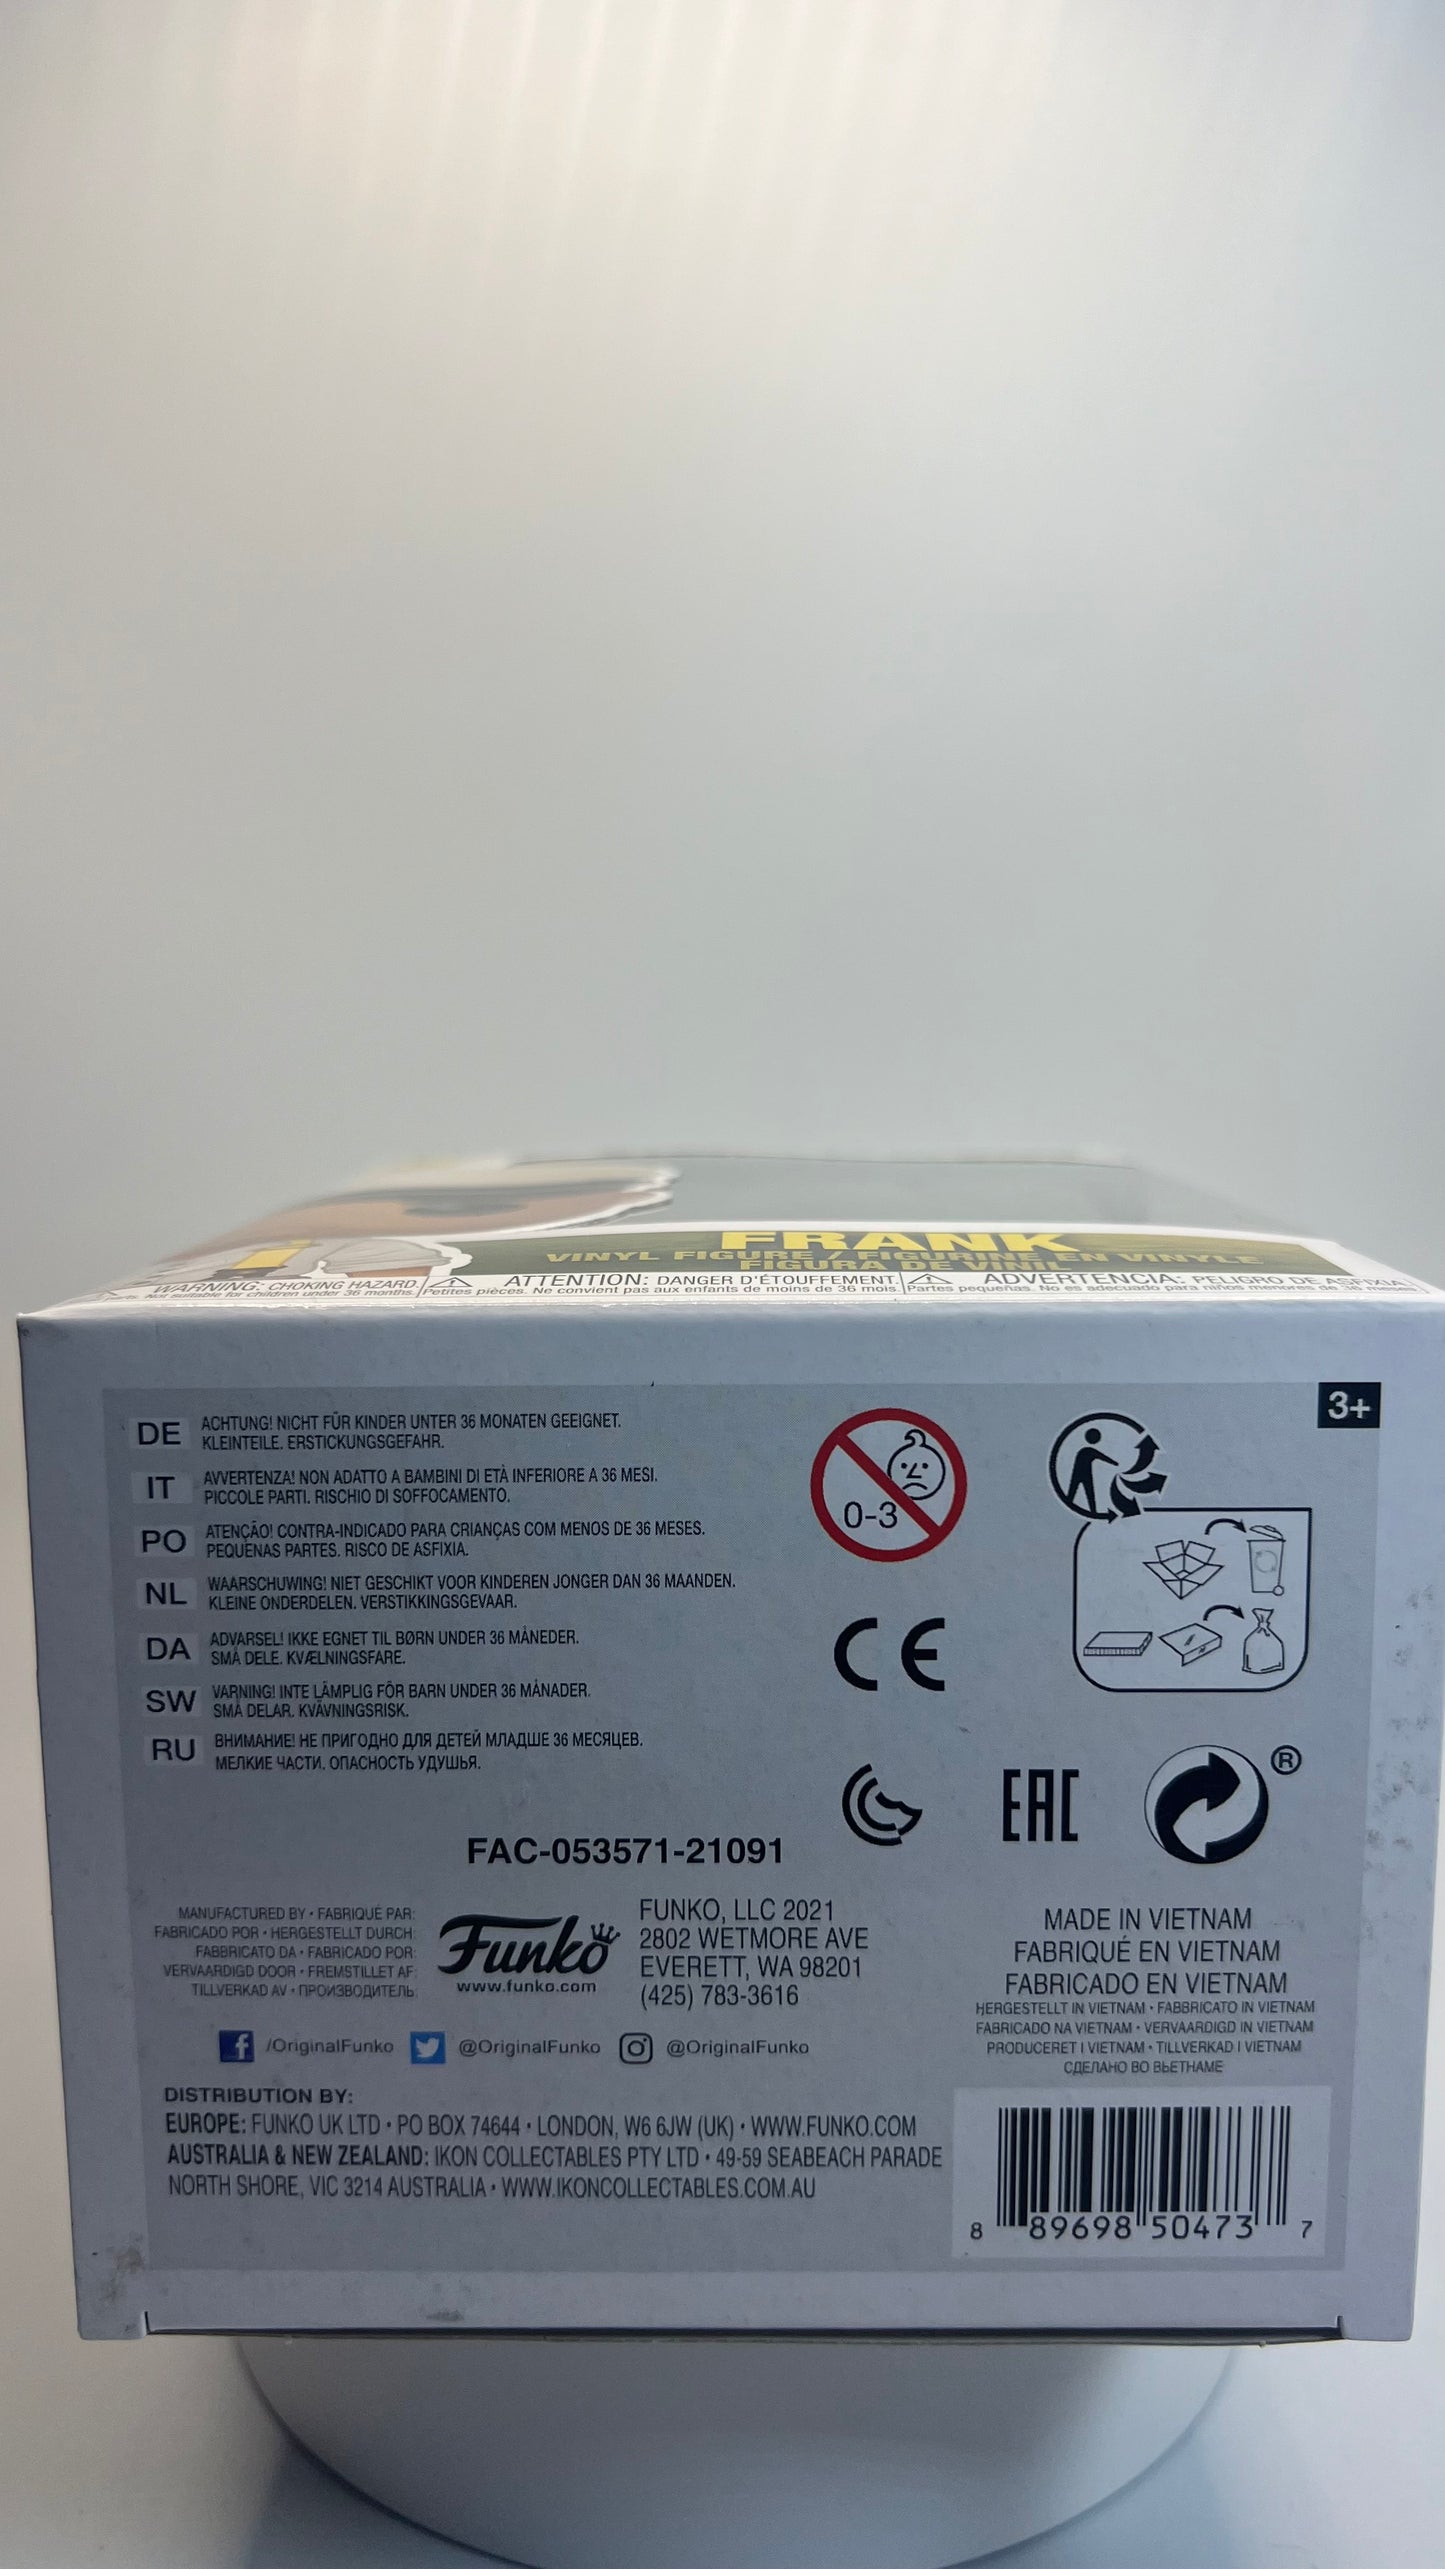 FRANK
VINYL FIGURE / FIGURINE EN VINYLE
FIGURA DE VINIL
WARNING: CHOKING HAZARD.
parts. Not suitable for children under 36 months.
ATTENTION: DANGER D'ÉTOUFFEMENT.
Petites pièces. Ne convient pas aux enfants de moins de 36 mois.
ADVERTENCIA: PELIGRO DE ASFIXIA.
Partes pequeñas. No es adecuado para niños menores de 36 meses.
3+
DE ACHTUNG! NICHT FÜR KINDER UNTER 36 MONATEN GEEIGNET.
KLEINTEILE. ERSTICKUNGSGEFAHR.
IT AVVERTENZA! NON ADATTO A BAMBINI DI ETÀ INFERIORE A 36 MESI.
PICCOLE PARTI. RISCHIO DI SOFFOCAMENTO.
PO ATENÇÃO! CONTRA-INDICADO PARA CRIANÇAS COM MENOS DE 36 MESES.
PEQUENAS PARTES. RISCO DE ASFIXIA.
NL WAARSCHUWING! NIET GESCHIKT VOOR KINDEREN JONGER DAN 36 MAANDEN.
KLEINE ONDERDELEN. VERSTIKKINGSGEVAAR.
DA ADVARSEL! IKKE EGNET TIL BØRN UNDER 36 MÅNEDER.
SMÅ DELE. KVÆLNINGSFARE.
SW VARNING! INTE LÄMPLIG FÖR BARN UNDER 36 MÅNADER.
SMÅ DELAR. KVÄVNINGSRISK.
RU ВНИМАНИЕ! НЕ ПРИГОДНО ДЛЯ ДЕТЕЙ МЛАДШЕ 36 МЕСЯЦЕВ.
МЕЛКИЕ ЧАСТИ. ОПАСНОСТЬ УДУШЬЯ.
0-3
CE
EAC
®
FAC-053571-21091
MANUFACTURED BY • FABRIQUÉ PAR:
FABRICADO POR • HERGESTELLT DURCH:
FABBRICATO DA • FABRICADO POR:
VERVAARDIGD DOOR • FREMSTILLET AF:
TILLVERKAD AV • ПРОИЗВОДИТЕЛЬ:
Funko
www.funko.com
FUNKO, LLC 2021
2802 WETMORE AVE
EVERETT, WA 98201
(425) 783-3616
MADE IN VIETNAM
FABRIQUÉ EN VIETNAM
FABRICADO EN VIETNAM
HERGESTELLT IN VIETNAM • FABBRICATO IN VIETNAM
FABRICADO NA VIETNAM • VERVAARDIGD IN VIETNAM
PRODUCERET I VIETNAM • TILLVERKAD I VIETNAM
СДЕЛАНО ВО ВЬЕТНАМЕ
/OriginalFunko @OriginalFunko @OriginalFunko
DISTRIBUTION BY:
EUROPE: FUNKO UK LTD • PO BOX 74644 • LONDON, W6 6JW (UK) • WWW.FUNKO.COM
AUSTRALIA & NEW ZEALAND: IKON COLLECTABLES PTY LTD • 49-59 SEABEACH PARADE
NORTH SHORE, VIC 3214 AUSTRALIA • WWW.IKONCOLLECTABLES.COM.AU
8 89698 50473 7